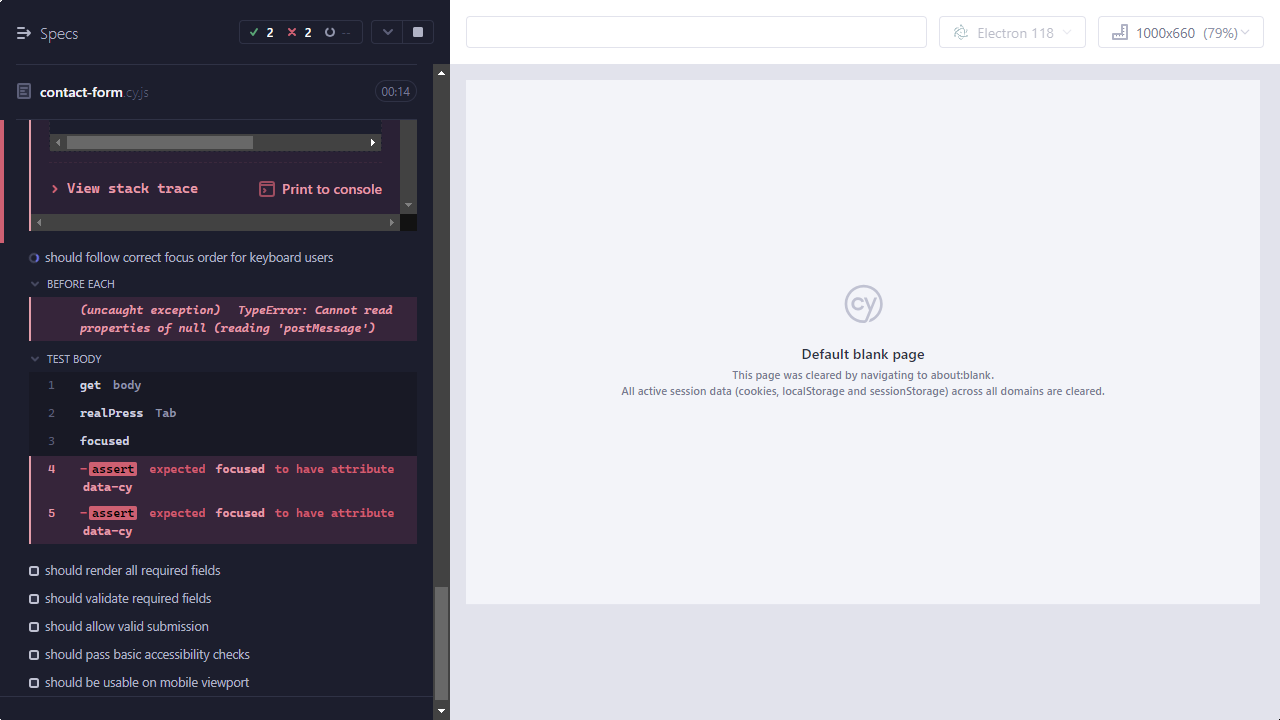 Specs
2
2
--
contact-form.cy.js
00:14
View stack trace
Print to console
should follow correct focus order for keyboard users
BEFORE EACH
(uncaught exception) TypeError: Cannot read
properties of null (reading 'postMessage')
TEST BODY
1 get body
2 realPress Tab
3 focused
4 -assert expected focused to have attribute
data-cy
5 -assert expected focused to have attribute
data-cy
should render all required fields
should validate required fields
should allow valid submission
should pass basic accessibility checks
should be usable on mobile viewport
Electron 118
1000x660 (79%)
cy
Default blank page
This page was cleared by navigating to about:blank.
All active session data (cookies, localStorage and sessionStorage) across all domains are cleared.